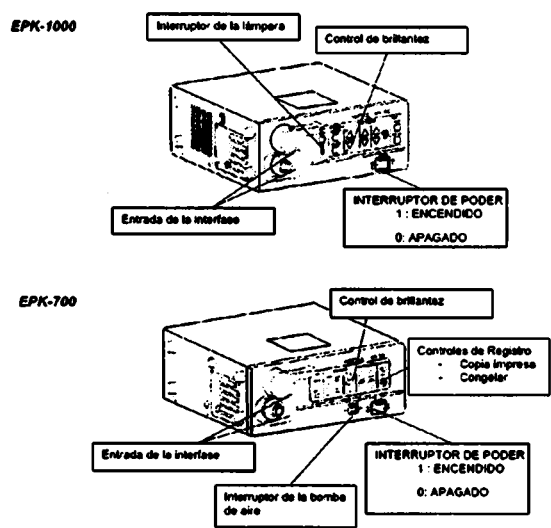 EPK-1000
Interruptor de la lámpara
Control de brillantez
Entrada de la interfase
INTERRUPTOR DE PODER
1 : ENCENDIDO
0: APAGADO
EPK-700
Control de brillantez
Controles de Registro
- Copia impresa
- Congelar
Entrada de la interfase
INTERRUPTOR DE PODER
1 : ENCENDIDO
0: APAGADO
Interruptor de la bomba
de aire